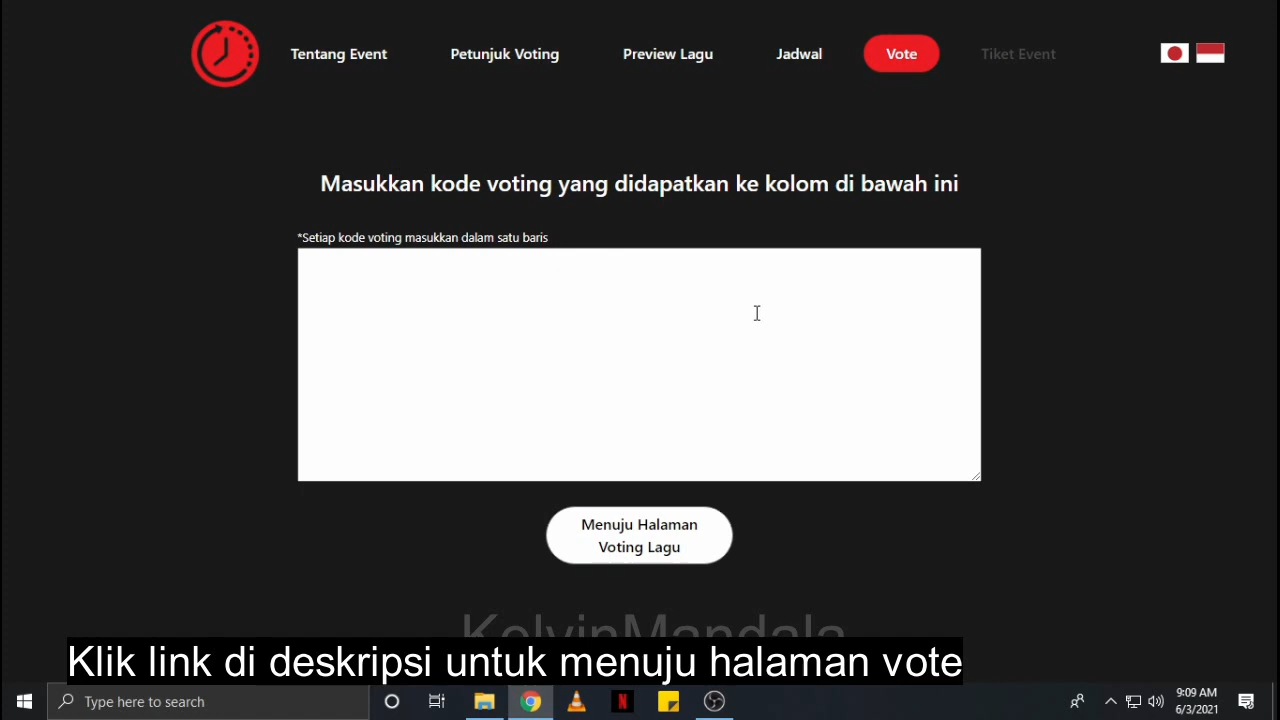 Tentang Event
Petunjuk Voting
Preview Lagu
Jadwal
Vote
Tiket Event
Masukkan kode voting yang didapatkan ke kolom di bawah ini
*Setiap kode voting masukkan dalam satu baris
Menuju Halaman
Voting Lagu
KelvinMandala
Klik link di deskripsi untuk menuju halaman vote
Type here to search
N
9:09 AM
6/3/2021